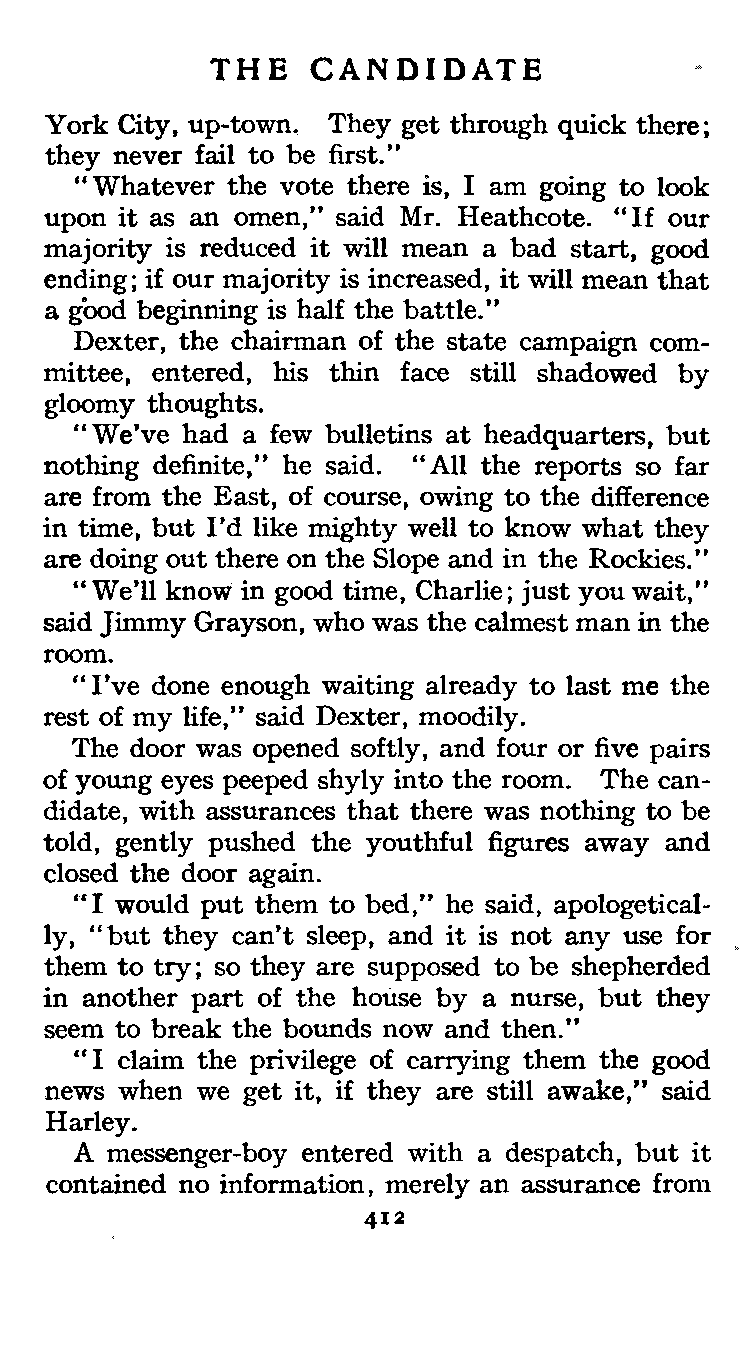 THE CANDIDATE
York City, up-town. They get through quick there;
they never fail to be first."
"Whatever the vote there is, I am going to look
upon it as an omen," said Mr. Heathcote. "If our
majority is reduced it will mean a bad start, good
ending; if our majority is increased, it will mean that
a good beginning is half the battle."
Dexter, the chairman of the state campaign com-
mittee, entered, his thin face still shadowed by
gloomy thoughts.
"We've had a few bulletins at headquarters, but
nothing definite," he said. "All the reports so far
are from the East, of course, owing to the difference
in time, but I'd like mighty well to know what they
are doing out there on the Slope and in the Rockies."
"We'll know in good time, Charlie; just you wait,"
said Jimmy Grayson, who was the calmest man in the
room.
"I've done enough waiting already to last me the
rest of my life," said Dexter, moodily.
The door was opened softly, and four or five pairs
of young eyes peeped shyly into the room. The can-
didate, with assurances that there was nothing to be
told, gently pushed the youthful figures away and
closed the door again.
"I would put them to bed," he said, apologetical-
ly, "but they can't sleep, and it is not any use for
them to try; so they are supposed to be shepherded
in another part of the house by a nurse, but they
seem to break the bounds now and then."
"I claim the privilege of carrying them the good
news when we get it, if they are still awake," said
Harley.
A messenger-boy entered with a despatch, but it
contained no information, merely an assurance from
412